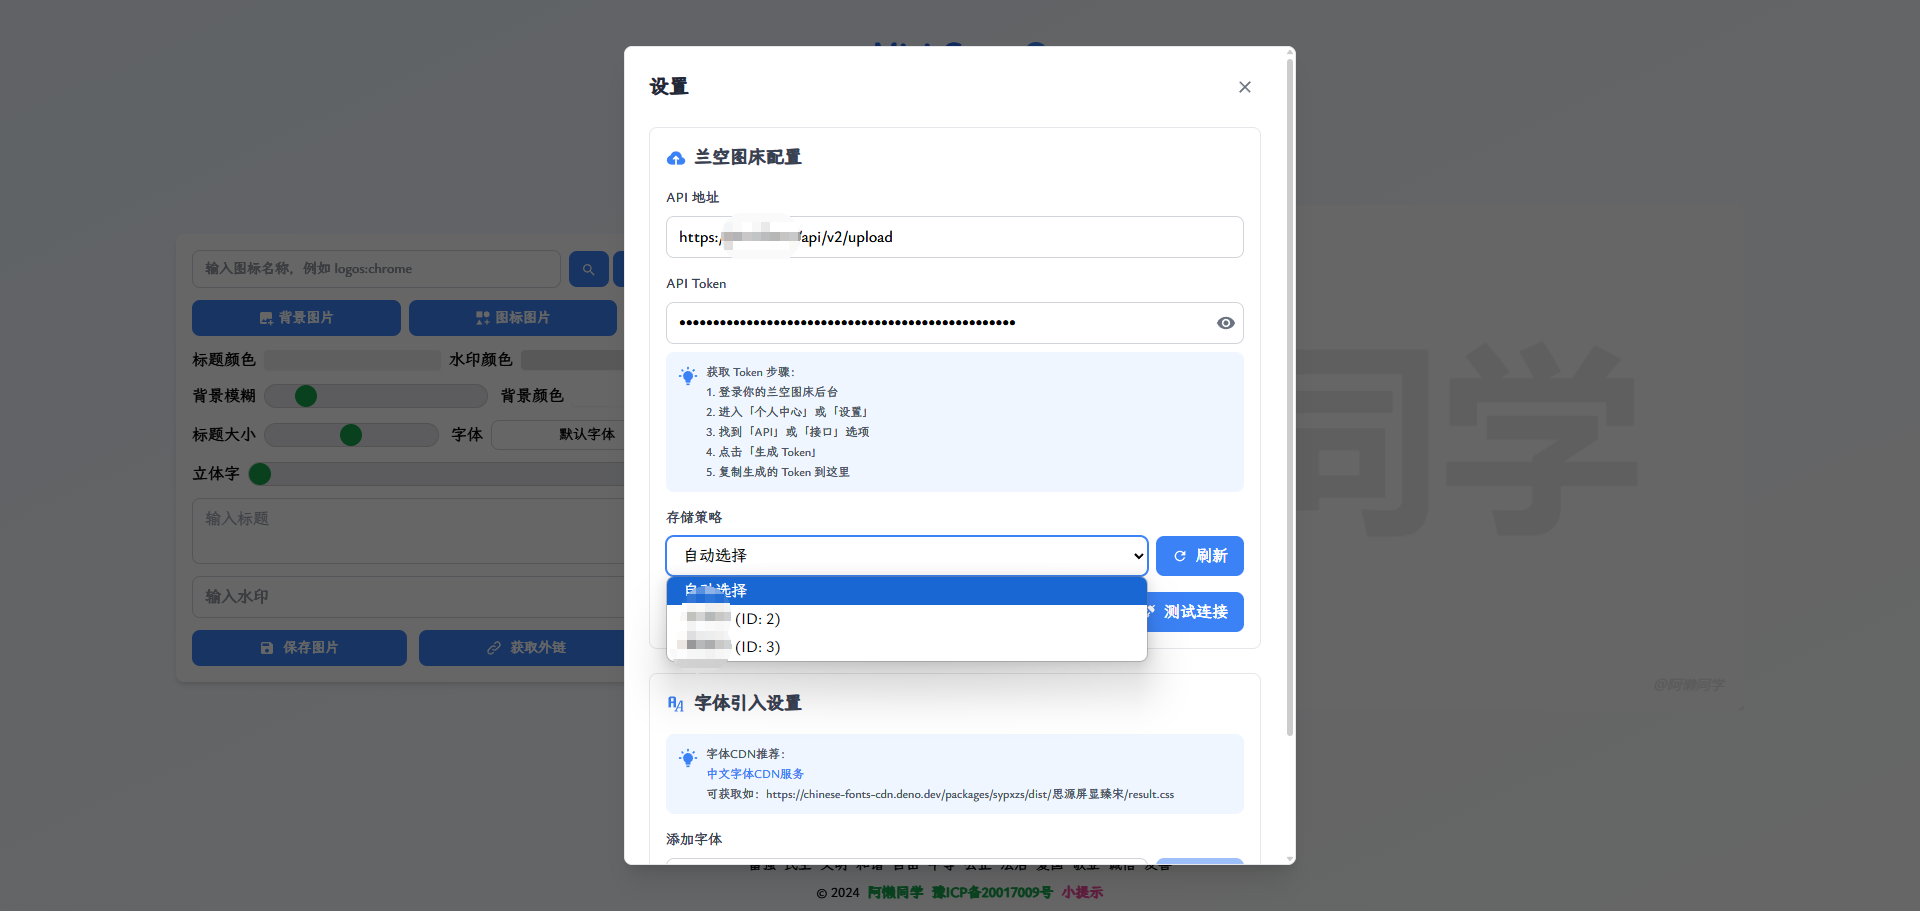 设置
兰空图床配置
API 地址
https:/
/api/v2/upload
API Token
获取 Token 步骤:
1. 登录你的兰空图床后台
2. 进入「个人中心」或「设置」
3. 找到「API」或「接口」选项
4. 点击「生成 Token」
5. 复制生成的 Token 到这里
存储策略
自动选择
刷新
自动选择
(ID: 2)
(ID: 3)
测试连接
字体引入设置
字体CDN推荐:
中文字体CDN服务
可获取如: https://chinese-fonts-cdn.deno.dev/packages/sypxzs/dist/思源屏显臻宋/result.css
添加字体
输入图标名称，例如 logos:chrome
背景图片
图标图片
标题颜色
水印颜色
背景模糊
背景颜色
标题大小
字体
默认字体
立体字
输入标题
输入水印
保存图片
获取外链
同学
@阿懒同学
© 2024 阿懒同学 豫ICP备20017009号 小提示